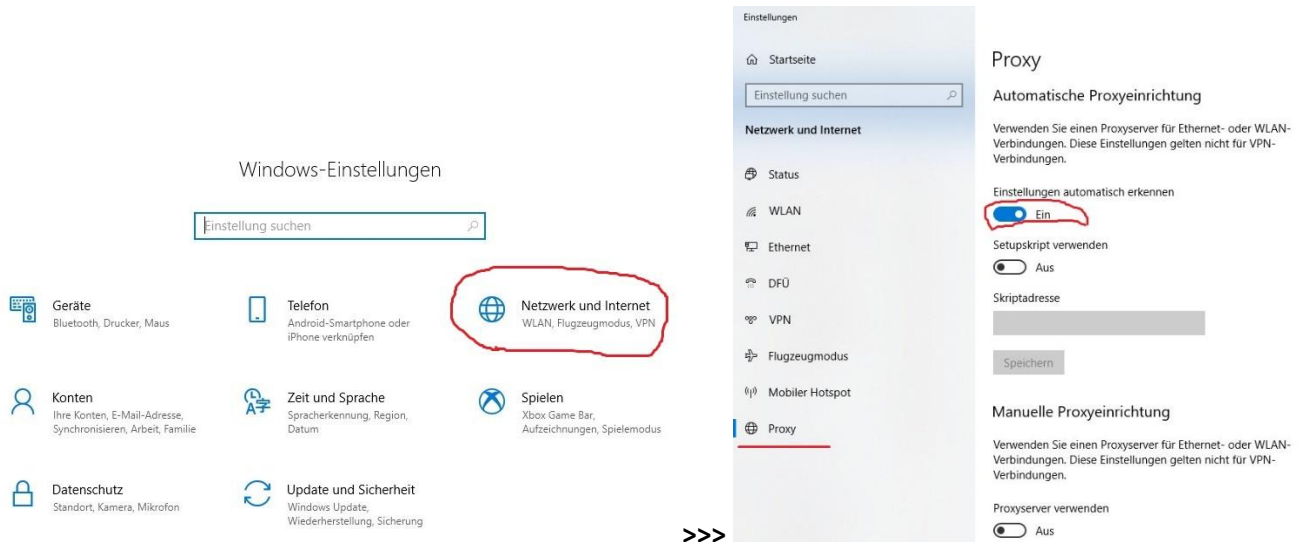 Windows-Einstellungen
Einstellung suchen
Geräte
Bluetooth, Drucker, Maus
Telefon
Android-Smartphone oder
iPhone verknüpfen
Netzwerk und Internet
WLAN, Flugzeugmodus, VPN
Konten
Ihre Konten, E-Mail-Adresse,
Synchronisieren, Arbeit, Familie
Zeit und Sprache
Spracherkennung, Region,
Datum
Spielen
Xbox Game Bar,
Aufzeichnungen, Spielemodus
Datenschutz
Standort, Kamera, Mikrofon
Update und Sicherheit
Windows Update,
Wiederherstellung, Sicherung
>>>
Einstellungen
Startseite
Einstellung suchen
Netzwerk und Internet
Status
WLAN
Ethernet
DFÜ
VPN
Flugzeugmodus
Mobiler Hotspot
Proxy
Proxy
Automatische Proxyeinrichtung
Verwenden Sie einen Proxyserver für Ethernet- oder WLAN-
Verbindungen. Diese Einstellungen gelten nicht für VPN-
Verbindungen.
Einstellungen automatisch erkennen
Ein
Setupskript verwenden
Aus
Skriptadresse
Speichern
Manuelle Proxyeinrichtung
Verwenden Sie einen Proxyserver für Ethernet- oder WLAN-
Verbindungen. Diese Einstellungen gelten nicht für VPN-
Verbindungen.
Proxyserver verwenden
Aus